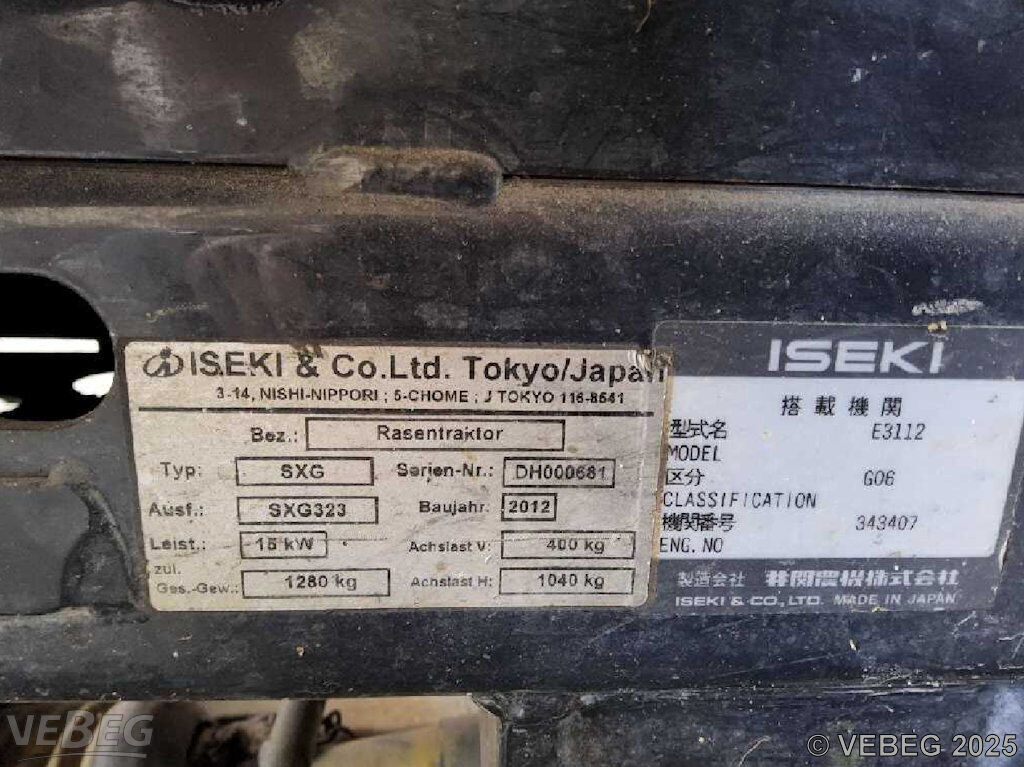 ISEKI & Co.Ltd. Tokyo/Japan
3-14, NISHI-NIPPORI ; 5-CHOME ; J TOKYO 116-8541
Bez.: Rasentraktor
Typ: SXG Serien-Nr.: DH000681
Ausf.: SXG323 Baujahr. 2012
Leist.: 15 kW Achslast V: 400 kg
zul.
Ges.-Gew.: 1280 kg Achslast H: 1040 kg
ISEKI
搭載機関
型式名 E3112
MODEL
区分 G06
CLASSIFICATION
機関番号 343407
ENG.NO
製造会社 井関農機株式会社
ISEKI & CO.,LTD. MADE IN JAPAN
VEBEG
© VEBEG 2025